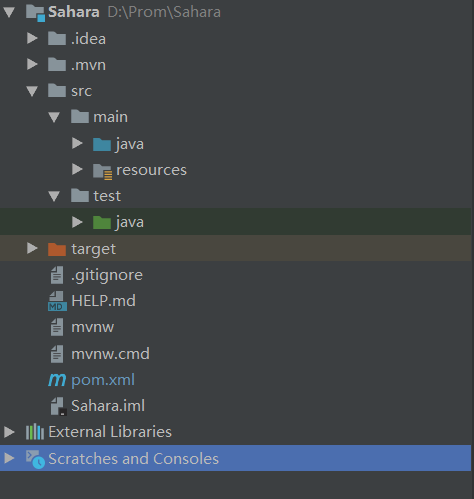 Sahara D:\Prom\Sahara
.idea
.mvn
src
main
java
resources
test
java
target
.gitignore
MD HELP.md
mvnw
mvnw.cmd
m pom.xml
Sahara.iml
External Libraries
Scratches and Consoles